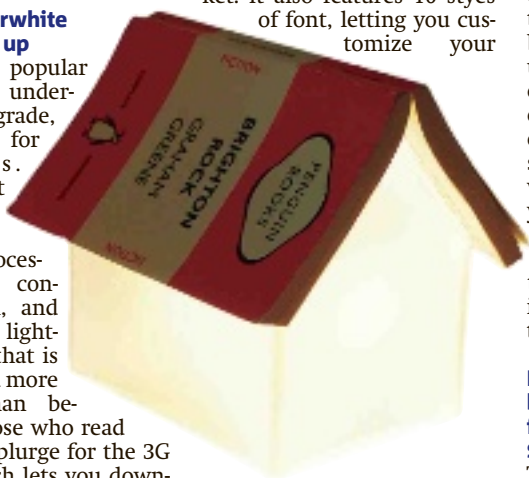 ket. It also features 10 styles
of font, letting you cus-
tomize your
rwhite
up
popular
under-
grade,
for
s.
t
oces-
con-
, and
light-
that is
more
an be-
ose who read
plurge for the 3G
ch lets you down-
FICTION
BRIGHTON
ROCK
GRAHAM
GREENE
FICTION
PENGUIN
BOOKS